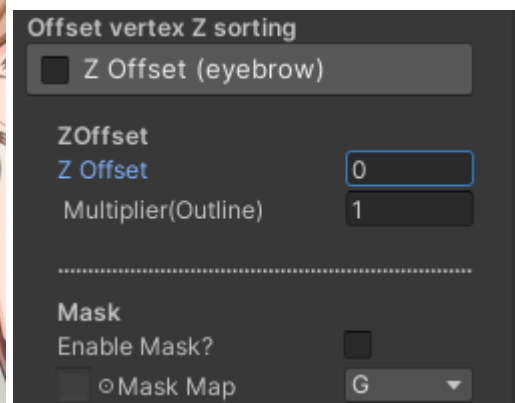 Offset vertex Z sorting
Z Offset (eyebrow)
ZOffset
Z Offset 0
Multiplier(Outline) 1
Mask
Enable Mask?
Mask Map G